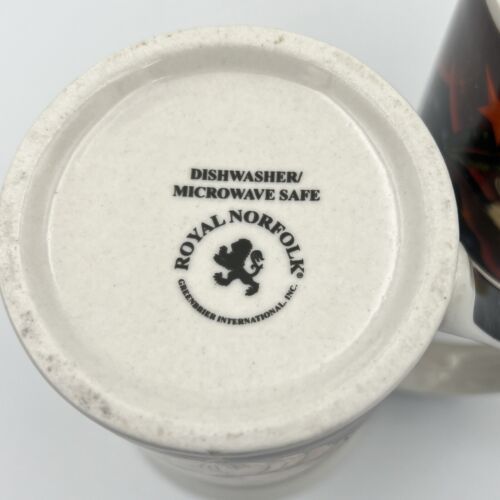 DISHWASHER/
MICROWAVE SAFE
ROYAL NORFOLK®
GREENBRIER INTERNATIONAL, INC.